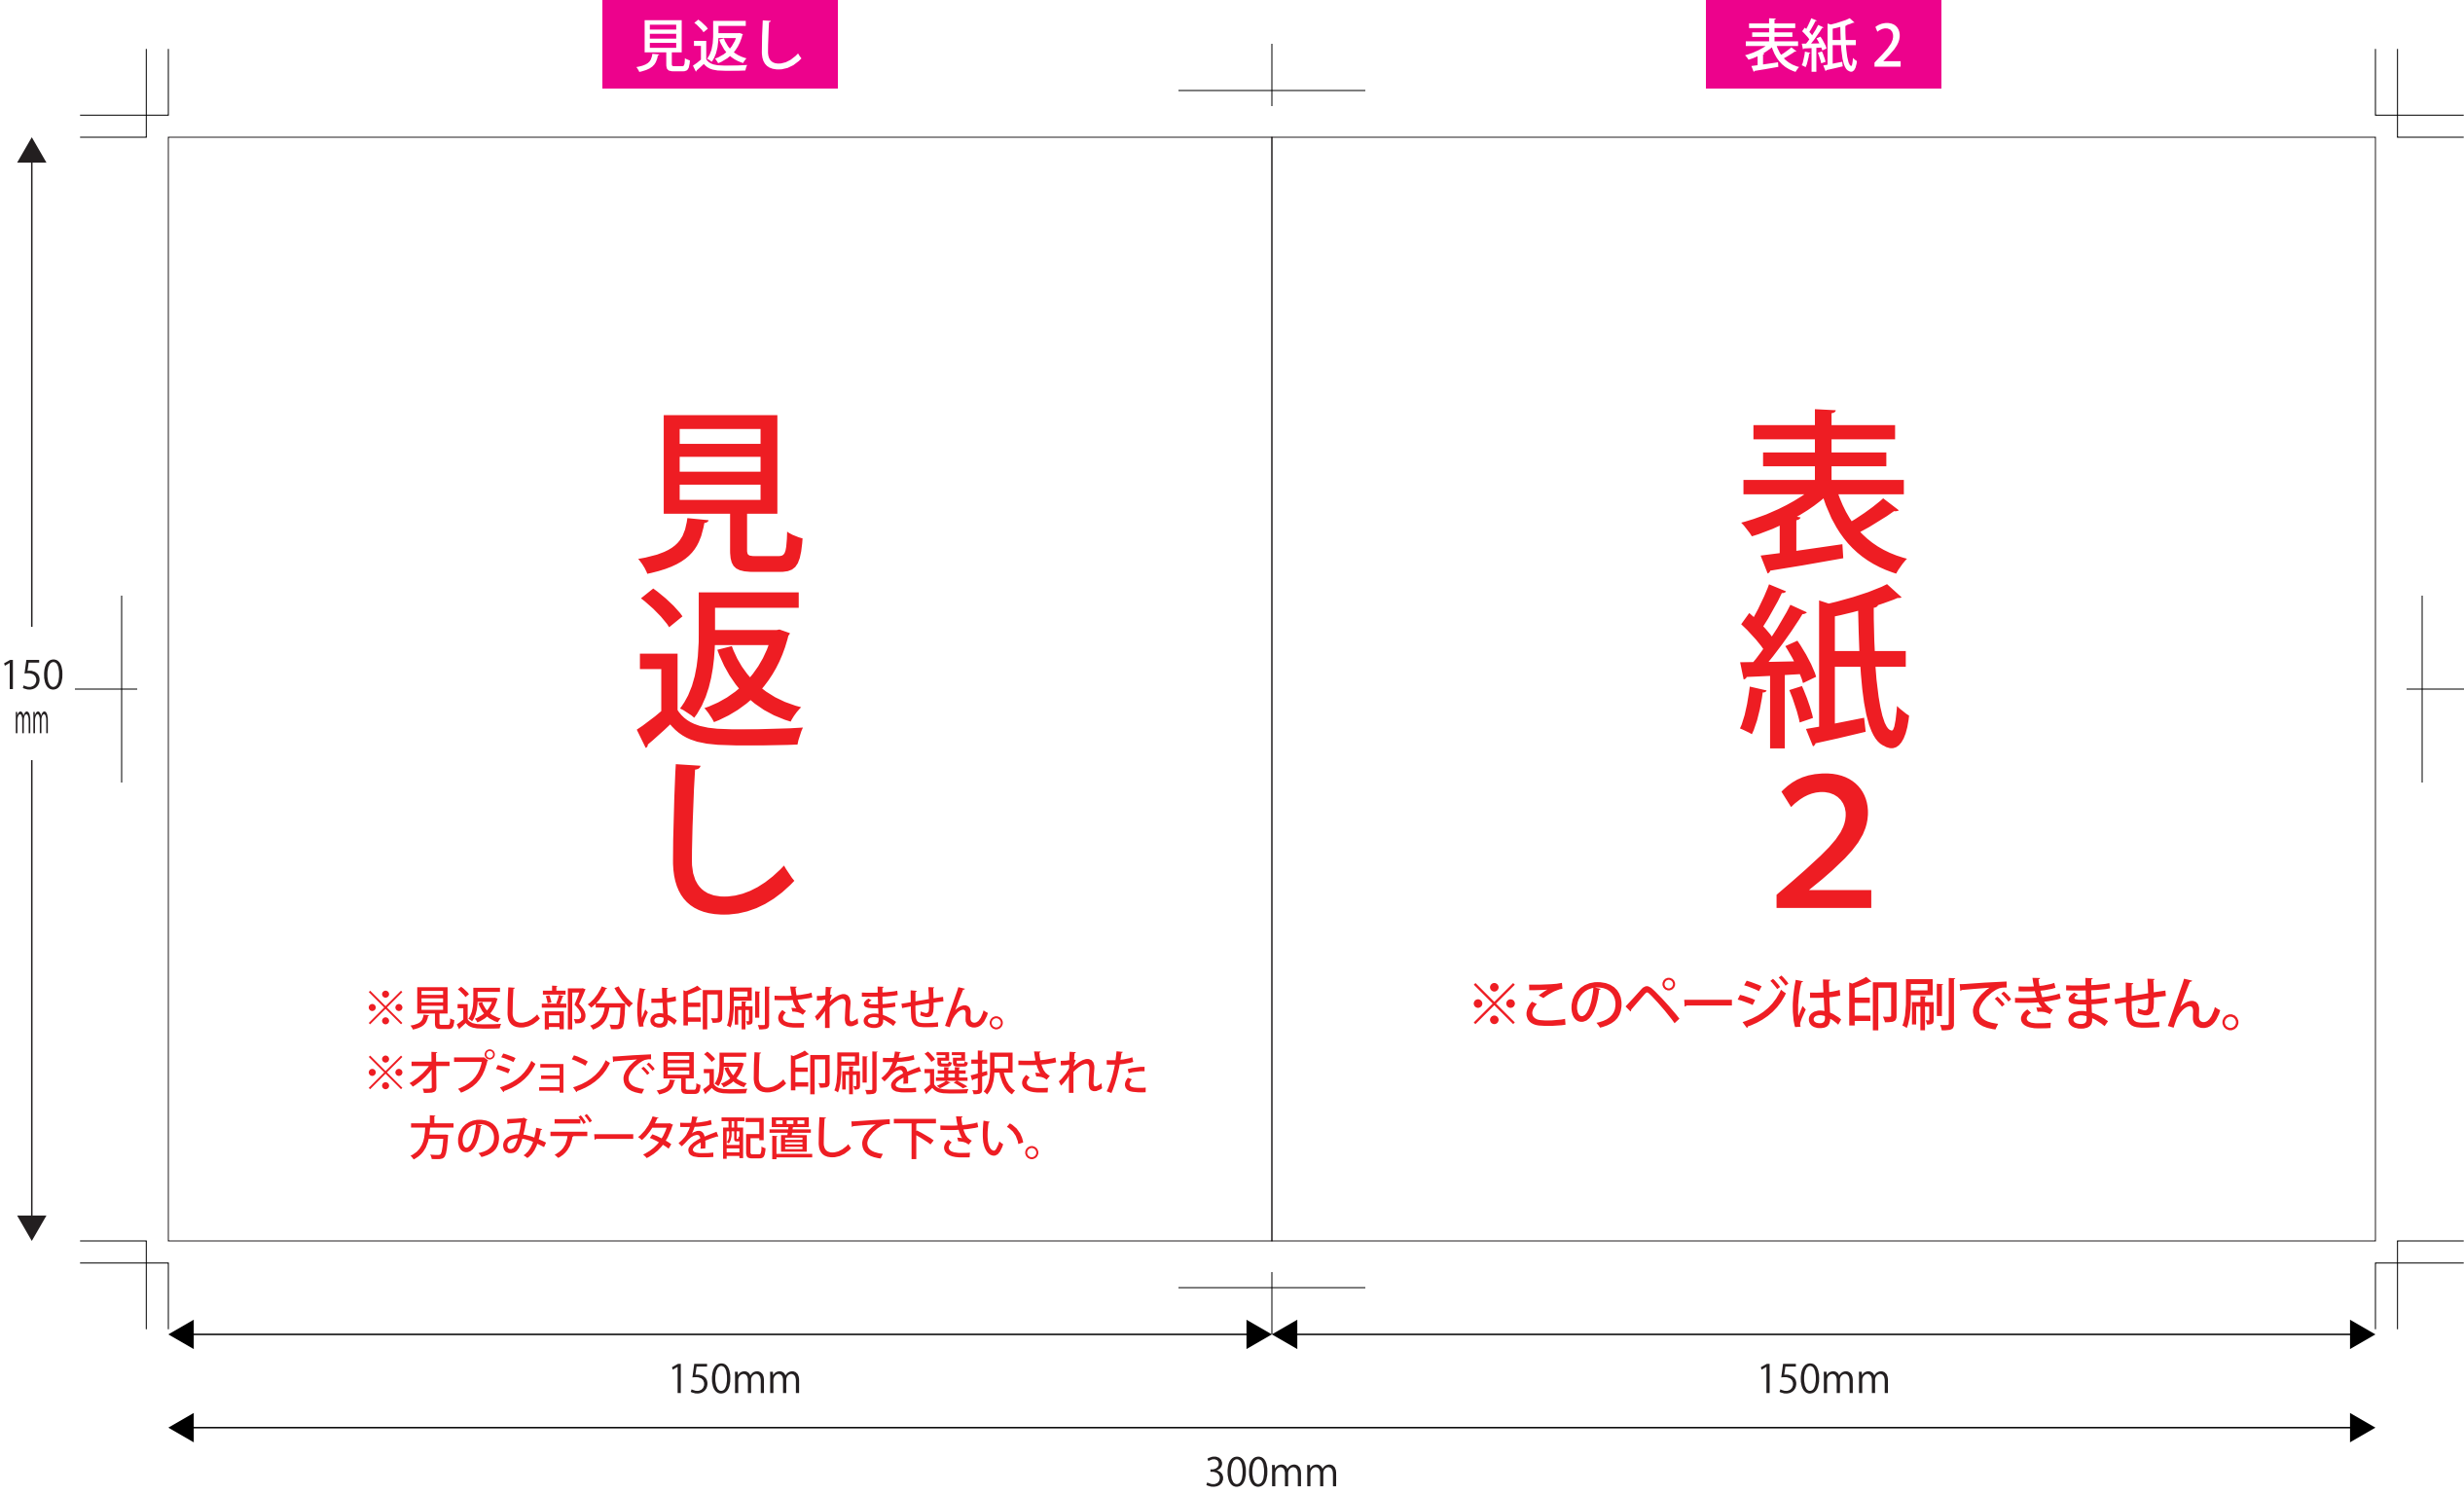 見返し
表紙 2
見返し
表紙2
※見返し部分は印刷されませんし。
※オプションで見返し印刷を選択された
方のみデータを配置して下さい。
※このページは印刷できません。
150
mm
150mm
150mm
300mm